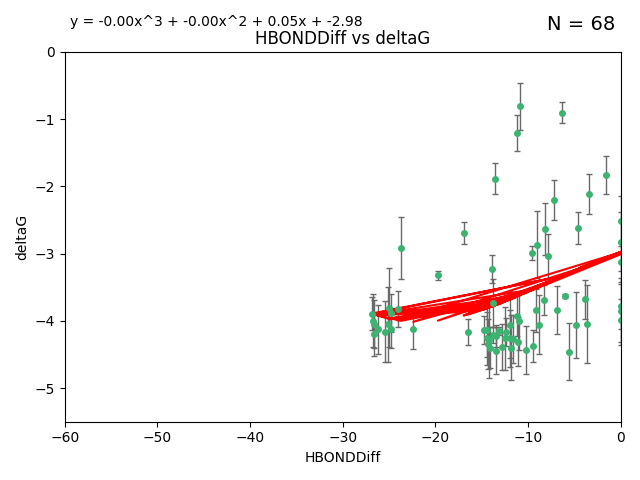 y = -0.00x^3 + -0.00x^2 + 0.05x + -2.98
N = 68
HBONDDiff vs deltaG
0
−1
−2
−3
−4
−5
deltaG
−60
−50
−40
−30
−20
−10
0
HBONDDiff